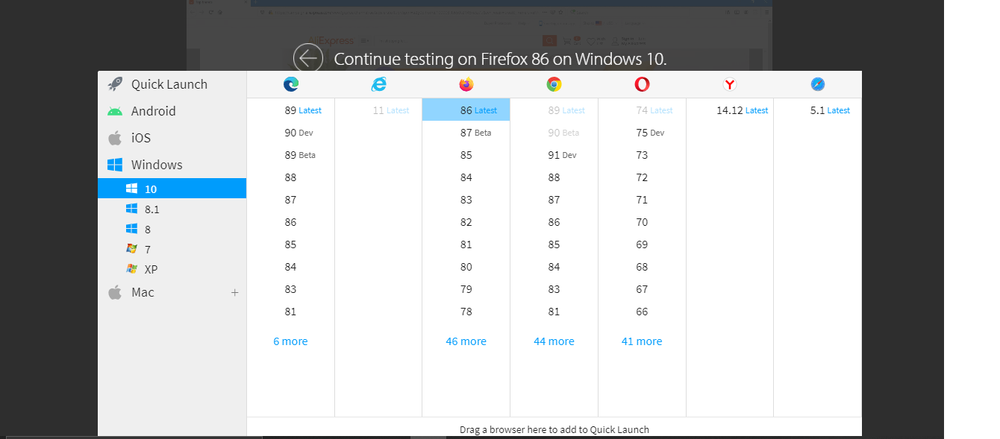 AliExpress
Continue testing on Firefox 86 on Windows 10.
Quick Launch
Android
iOS
Windows
10
8.1
8
7
XP
Mac +
89 Latest
90 Dev
89 Beta
88
87
86
85
84
83
81
6 more
11 Latest
86 Latest
87 Beta
85
84
83
82
81
80
79
78
46 more
89 Latest
90 Beta
91 Dev
88
87
86
85
84
83
81
44 more
74 Latest
75 Dev
73
72
71
70
69
68
67
66
41 more
14.12 Latest
5.1 Latest
Drag a browser here to add to Quick Launch